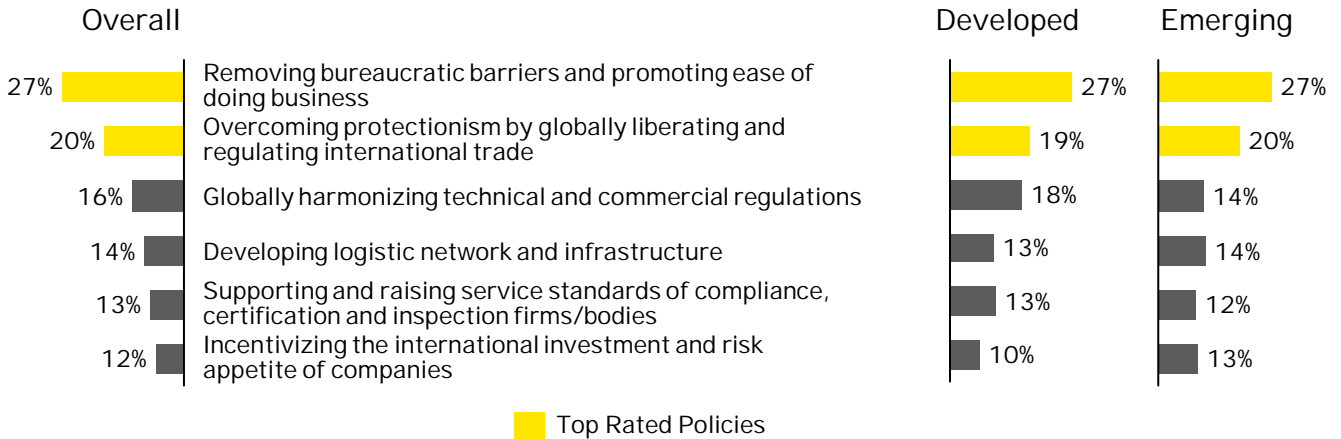 Overall
Developed
Emerging
27%
Removing bureaucratic barriers and promoting ease of
doing business
27%
27%
20%
Overcoming protectionism by globally liberating and
regulating international trade
19%
20%
16%
Globally harmonizing technical and commercial regulations
18%
14%
14%
Developing logistic network and infrastructure
13%
14%
13%
Supporting and raising service standards of compliance,
certification and inspection firms/bodies
13%
12%
12%
Incentivizing the international investment and risk
appetite of companies
10%
13%
Top Rated Policies